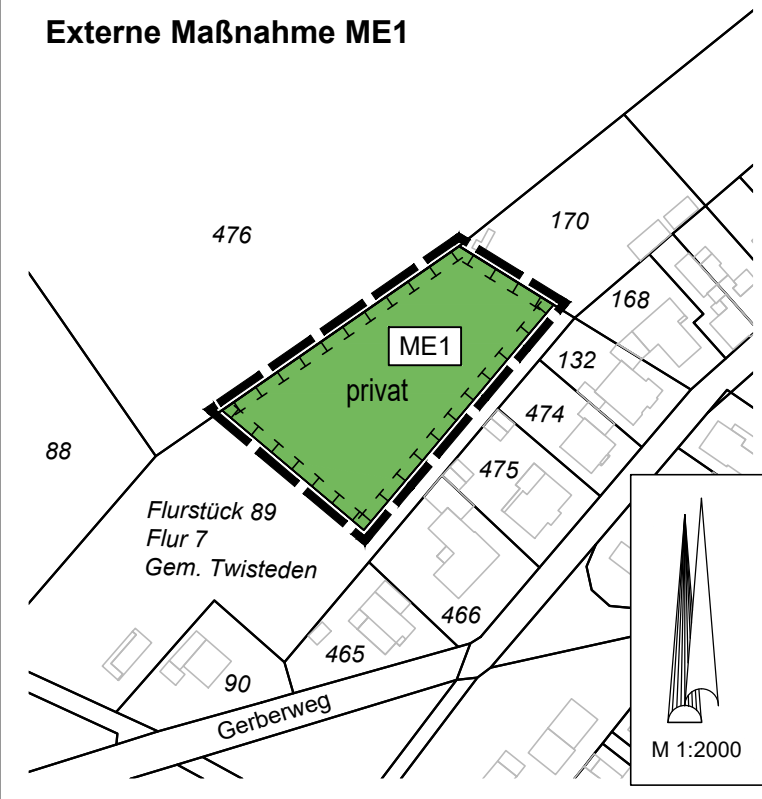 Externe Maßnahme ME1
476
170
168
ME1
privat
132
474
475
88
Flurstück 89
Flur 7
Gem. Twisteden
466
465
90
Gerberweg
M 1:2000